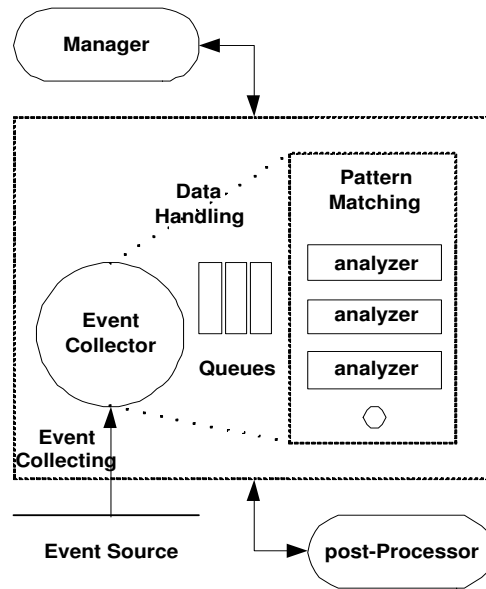 Manager
Data
Handling
Pattern
Matching
analyzer
analyzer
analyzer
Event
Collector
Queues
Event
Collecting
Event Source
post-Processor